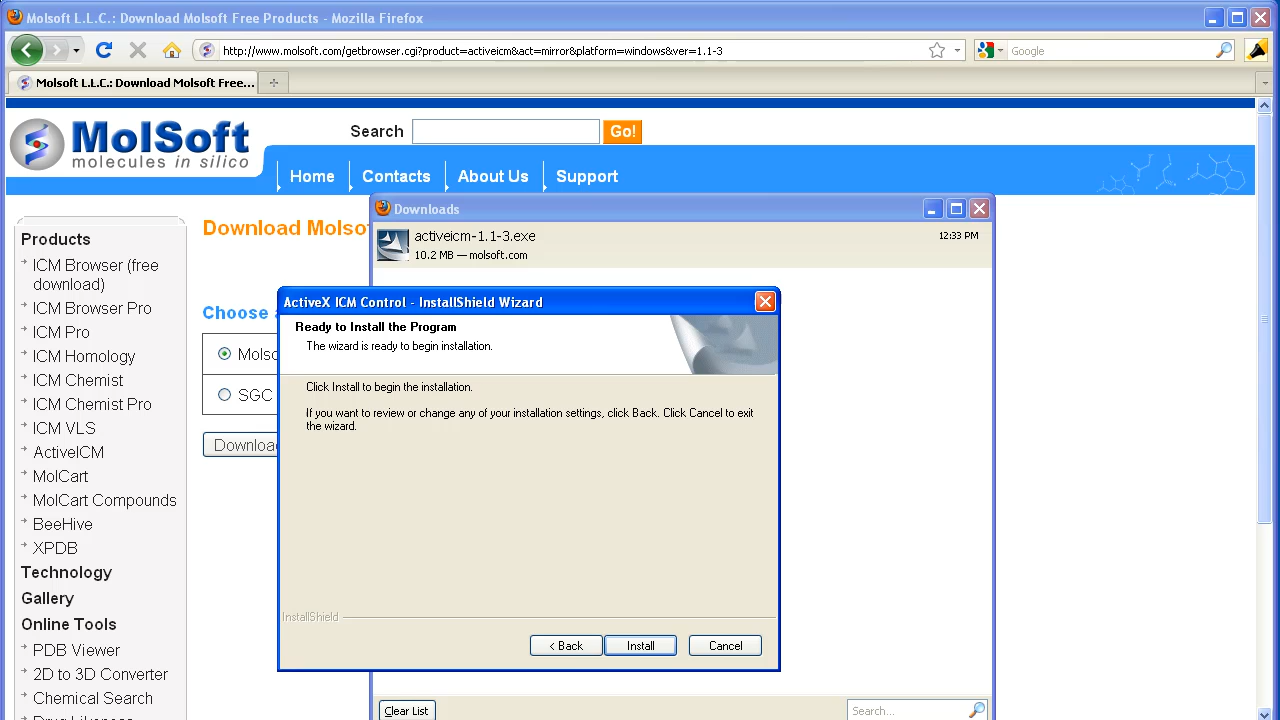 Molsoft L.L.C.: Download Molsoft Free Products - Mozilla Firefox
http://www.molsoft.com/getbrowser.cgi?product=activeicm&act=mirror&platform=windows&ver=1.1-3
Google
Molsoft L.L.C.: Download Molsoft Free...
MolSoft
molecules in silico
Search
Go!
Home
Contacts
About Us
Support
Products
ICM Browser (free
download)
ICM Browser Pro
ICM Pro
ICM Homology
ICM Chemist
ICM Chemist Pro
ICM VLS
ActiveICM
MolCart
MolCart Compounds
BeeHive
XPDB
Technology
Gallery
Online Tools
PDB Viewer
2D to 3D Converter
Chemical Search
Download Molso
Choose
Molso
SGC
Downloa
Downloads
activeicm-1.1-3.exe
12:33 PM
10.2 MB — molsoft.com
ActiveX ICM Control - InstallShield Wizard
Ready to Install the Program
The wizard is ready to begin installation.
Click Install to begin the installation.
If you want to review or change any of your installation settings, click Back. Click Cancel to exit
the wizard.
InstallShield
< Back
Install
Cancel
Clear List
Search...